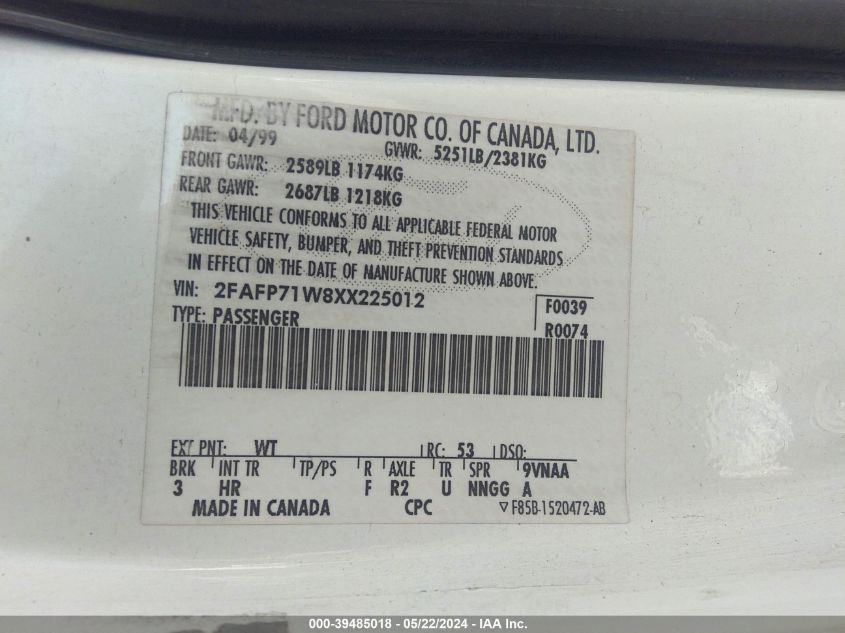 MFD. BY FORD MOTOR CO. OF CANADA, LTD.
DATE: 04/99 GVWR: 5251LB/2381KG
FRONT GAWR: 2589LB 1174KG
REAR GAWR: 2687LB 1218KG
THIS VEHICLE CONFORMS TO ALL APPLICABLE FEDERAL MOTOR
VEHICLE SAFETY, BUMPER, AND THEFT PREVENTION STANDARDS
IN EFFECT ON THE DATE OF MANUFACTURE SHOWN ABOVE.
VIN: 2FAFP71W8XX225012 F0039
TYPE: PASSENGER R0074
EXT PNT: WT RC: 53 DSO:
BRK INT TR TP/PS R AXLE TR SPR 9VNAA
3 HR F R2 U NNGG A
MADE IN CANADA CPC ▽F85B-1520472-AB
000-39485018 - 05/22/2024 - IAA Inc.